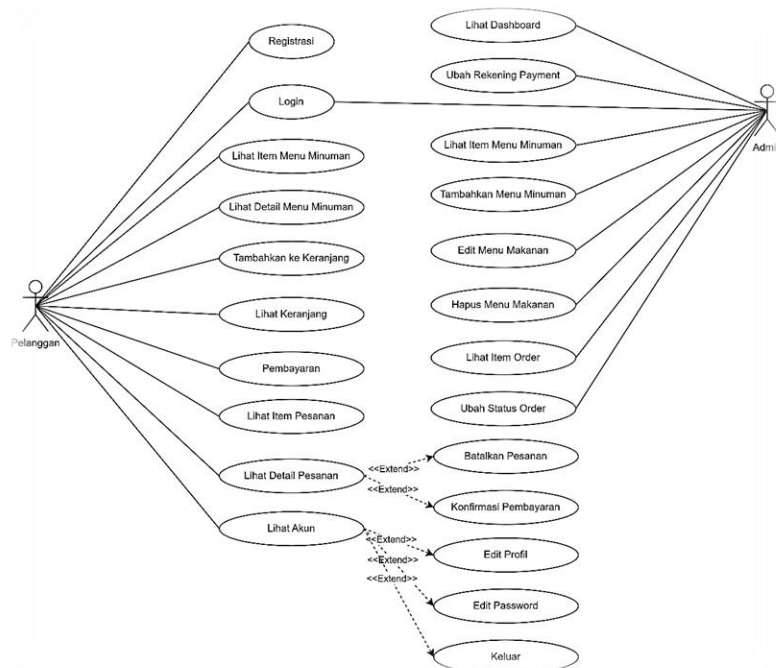 Registrasi
Login
Lihat Item Menu Minuman
Lihat Detail Menu Minuman
Tambahkan ke Keranjang
Lihat Keranjang
Pembayaran
Lihat Item Pesanan
Lihat Detail Pesanan
Lihat Akun
Pelanggan
Lihat Dashboard
Ubah Rekening Payment
Lihat Item Menu Minuman
Tambahkan Menu Minuman
Edit Menu Makanan
Hapus Menu Makanan
Lihat Item Order
Ubah Status Order
Admi
<<Extend>>
Batalkan Pesanan
<<Extend>>
Konfirmasi Pembayaran
<<Extend>>
Edit Profil
<<Extend>>
Edit Password
<<Extend>>
Keluar